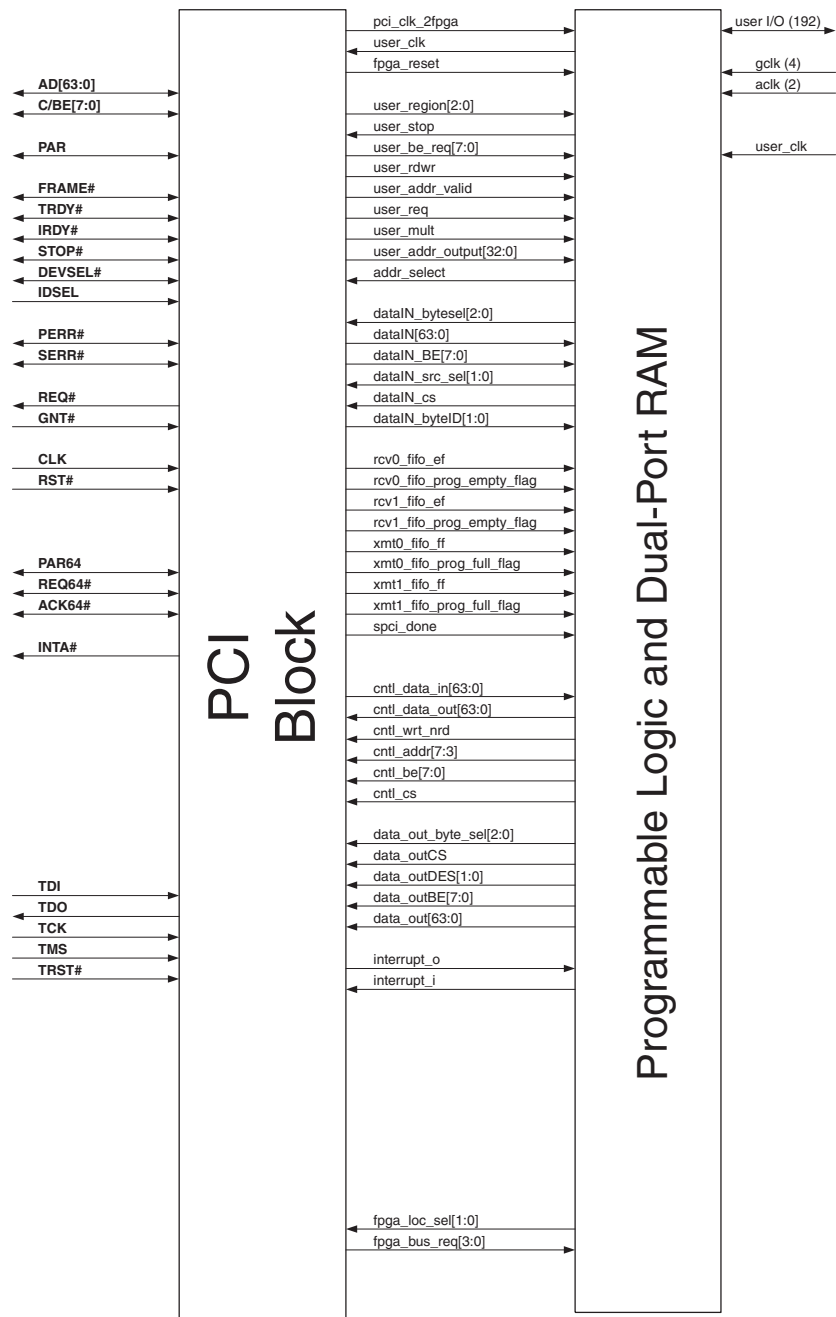 pci_clk_2fpga
user_clk
fpga_reset
user I/O (192)
gclk (4)
aclk (2)
user_clk
AD[63:0]
C/BE[7:0]
PAR
FRAME#
TRDY#
IRDY#
STOP#
DEVSEL#
IDSEL
PERR#
SERR#
REQ#
GNT#
CLK
RST#
PAR64
REQ64#
ACK64#
INTA#
TDI
TDO
TCK
TMS
TRST#
PCI
Block
user_region[2:0]
user_stop
user_be_req[7:0]
user_rdwr
user_addr_valid
user_req
user_mult
user_addr_output[32:0]
addr_select
dataIN_bytesel[2:0]
dataIN[63:0]
dataIN_BE[7:0]
dataIN_src_sel[1:0]
dataIN_cs
dataIN_byteID[1:0]
rcv0_fifo_ef
rcv0_fifo_prog_empty_flag
rcv1_fifo_ef
rcv1_fifo_prog_empty_flag
xmt0_fifo_ff
xmt0_fifo_prog_full_flag
xmt1_fifo_ff
xmt1_fifo_prog_full_flag
spci_done
cntl_data_in[63:0]
cntl_data_out[63:0]
cntl_wrt_nrd
cntl_addr[7:3]
cntl_be[7:0]
cntl_cs
data_out_byte_sel[2:0]
data_outCS
data_outDES[1:0]
data_outBE[7:0]
data_out[63:0]
interrupt_o
interrupt_i
fpga_loc_sel[1:0]
fpga_bus_req[3:0]
Programmable Logic and Dual-Port RAM